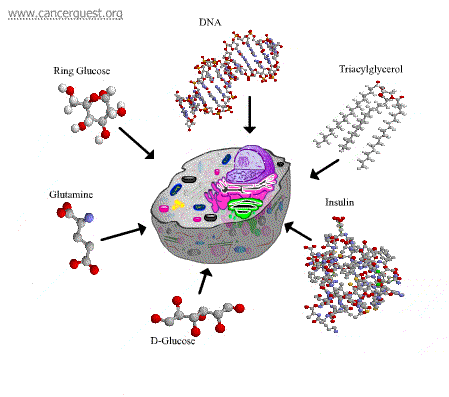 www.cancerquest.org
DNA
Ring Glucose
Triacylglycerol
Glutamine
Insulin
D-Glucose